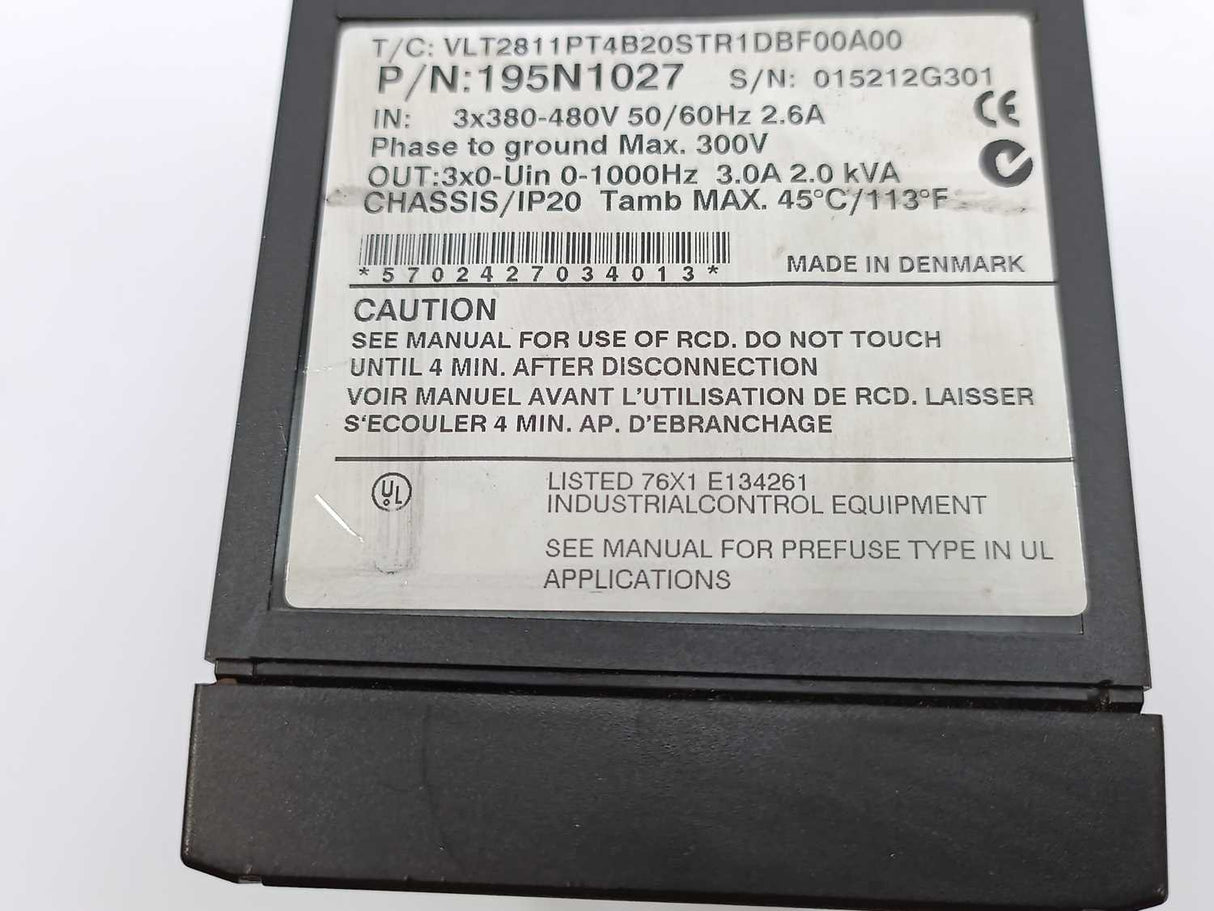 T/C: VLT2811PT4B20STR1DBF00A00
P/N:195N1027 S/N: 015212G301
IN: 3x380-480V 50/60Hz 2.6A
CE
Phase to ground Max. 300V
OUT:3x0-Uin 0-1000Hz 3.0A 2.0 kVA
CHASSIS/IP20 Tamb MAX. 45°C/113°F
*5702427034013*
MADE IN DENMARK
CAUTION
SEE MANUAL FOR USE OF RCD. DO NOT TOUCH
UNTIL 4 MIN. AFTER DISCONNECTION
VOIR MANUEL AVANT L'UTILISATION DE RCD. LAISSER
S'ECOULER 4 MIN. AP. D'EBRANCHAGE
UL
LISTED 76X1 E134261
INDUSTRIALCONTROL EQUIPMENT
SEE MANUAL FOR PREFUSE TYPE IN UL
APPLICATIONS